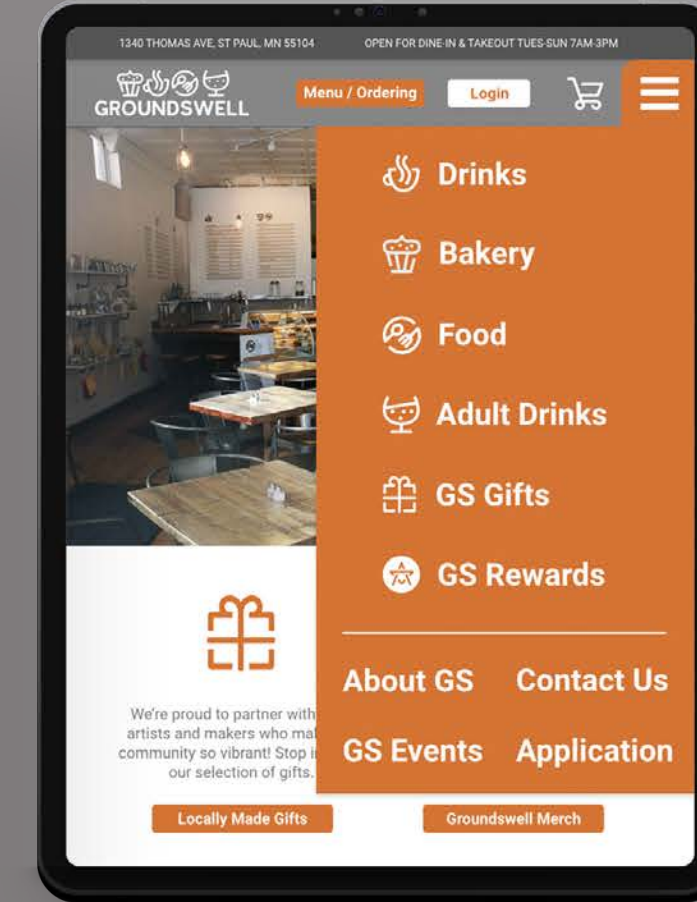 1340 THOMAS AVE, ST PAUL, MN 55104
OPEN FOR DINE-IN & TAKEOUT TUES-SUN 7AM-3PM
GROUNDSWELL
Menu / Ordering
Login
Drinks
Bakery
Food
Adult Drinks
GS Gifts
GS Rewards
About GS
Contact Us
GS Events
Application
We're proud to partner with
artists and makers who
community so vibrant! Stop
our selection of gifts.
Locally Made Gifts
Groundswell Merch